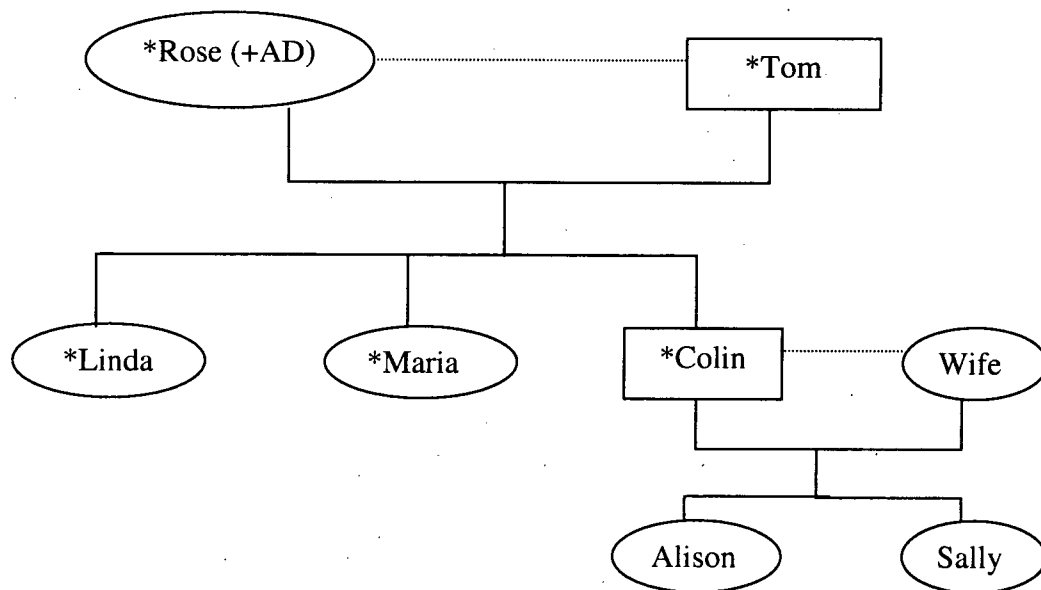 *Rose (+AD)
*Tom
*Linda
*Maria
*Colin
Wife
Alison
Sally